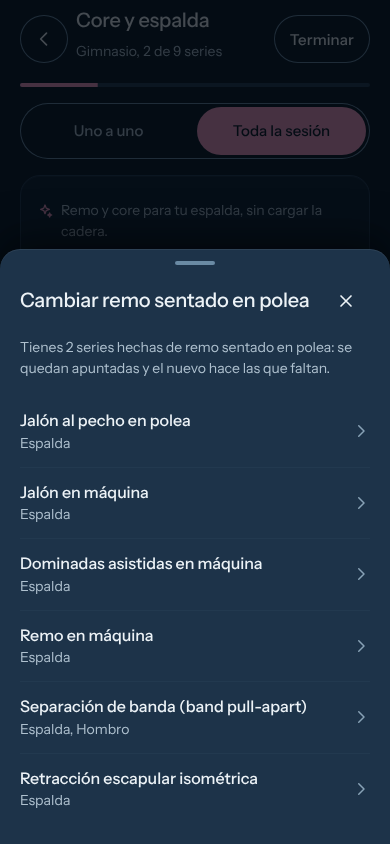 Core y espalda
Gimnasio, 2 de 9 series
Terminar
Uno a uno
Toda la sesión
Remo y core para tu espalda, sin cargar la
cadera.
Cambiar remo sentado en polea
Tienes 2 series hechas de remo sentado en polea: se
quedan apuntadas y el nuevo hace las que faltan.
Jalón al pecho en polea
Espalda
Jalón en máquina
Espalda
Dominadas asistidas en máquina
Espalda
Remo en máquina
Espalda
Separación de banda (band pull-apart)
Espalda, Hombro
Retracción escapular isométrica
Espalda